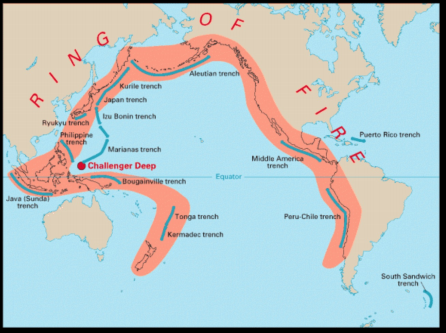 RING OF FIRE
Aleutian trench
Kurile trench
Japan trench
Izu Bonin trench
Ryukyu trench
Philippine
trench
Marianas trench
Challenger Deep
Bougainville trench
Equator
Java (Sunda)
trench
Tonga trench
Kermadec trench
Puerto Rico trench
Middle America
trench
Peru-Chile trench
South Sandwich
trench